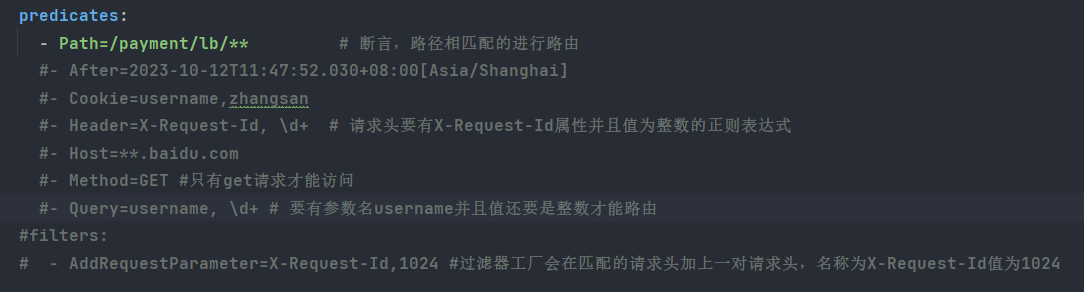 predicates:
- Path=/payment/lb/** # 断言，路径相匹配的进行路由
#- After=2023-10-12T11:47:52.030+08:00[Asia/Shanghai]
#- Cookie=username,zhangsan
#- Header=X-Request-Id, \d+ # 请求头要有X-Request-Id属性并且值为整数的正则表达式
#- Host=**.baidu.com
#- Method=GET #只有get请求才能访问
#- Query=username, \d+ # 要有参数名username并且值还要是整数才能路由
#filters:
# - AddRequestParameter=X-Request-Id,1024 #过滤器工厂会在匹配的请求头加上一对请求头，名称为X-Request-Id值为1024